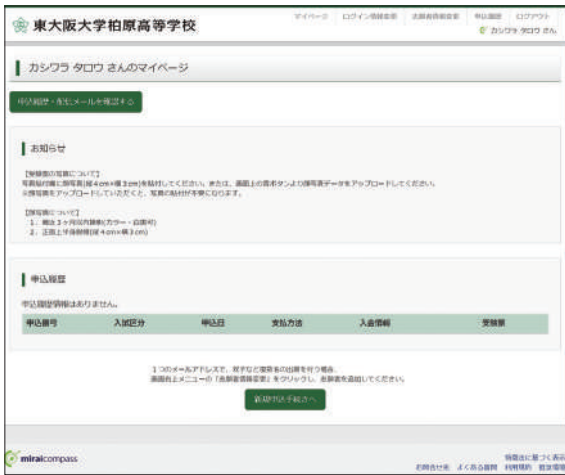 東大阪大学柏原高等学校
マイページ
ログイン情報変更
志願者情報変更
申込履歴
ログアウト
カシワラ タロウ さん
カシワラ タロウ さんのマイページ
申込履歴・配信メールを確認する
お知らせ
【受験票の写真について】
写真貼付欄に顔写真(縦4cm×横3cm)を貼付してください。または、画面上の青ボタンより顔写真データをアップロードしてください。
※顔写真をアップロードしていただくと、写真の貼付が不要になります。
【顔写真について】
1. 最近3ヶ月以内撮影(カラー・白黒可)
2. 正面上半身脱帽(縦4cm×横3cm)
申込履歴
申込履歴情報はありません。
申込番号 入試区分 申込日 支払方法 入金情報 受験票
1つのメールアドレスで、双子など複数名の出願を行う場合、
画面右上メニューの「志願者情報変更」をクリックし、志願者を追加してください。
新規申込手続きへ
miraicompass
特商法に基づく表示
お問合せ先 よくある質問 利用規約 推奨環境